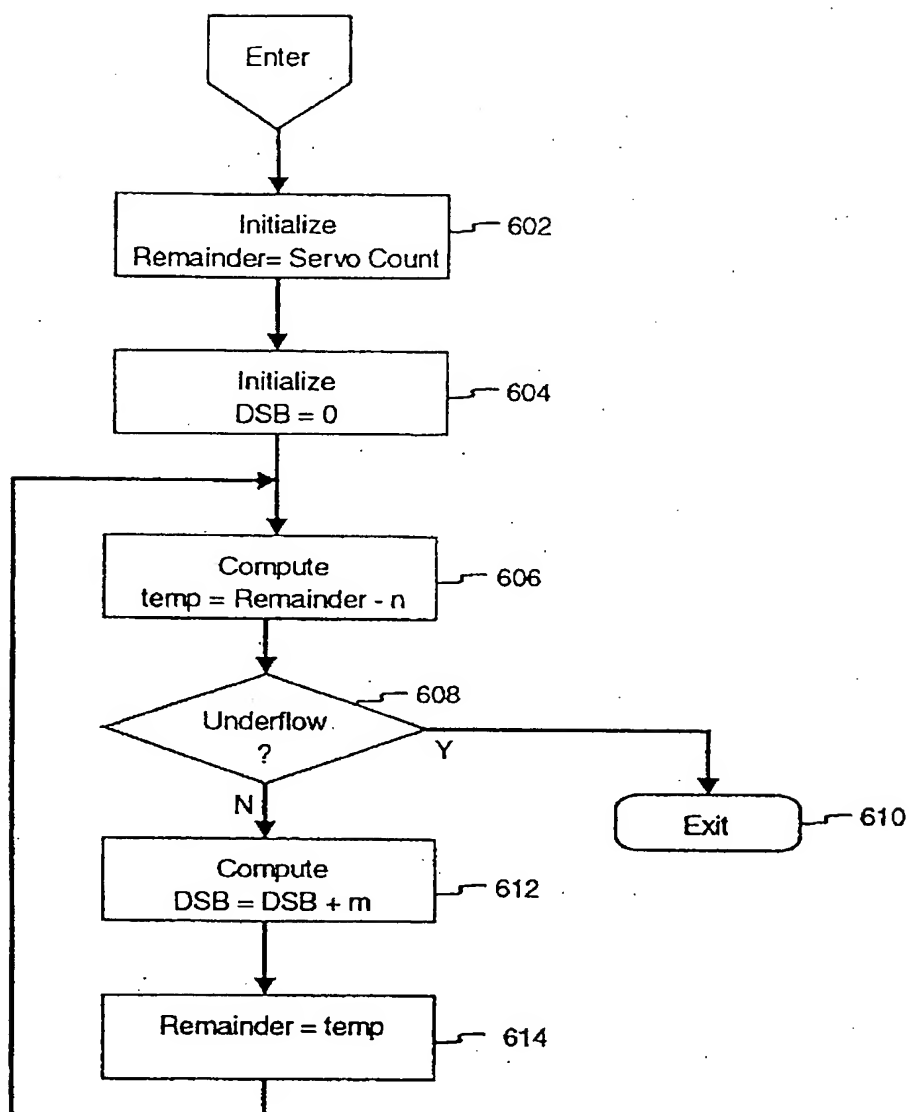 Enter
Initialize
Remainder= Servo Count
602
Initialize
DSB = 0
604
Compute
temp = Remainder - n
606
Underflow
?
608
Y
N
Exit
610
Compute
DSB = DSB + m
612
Remainder = temp
614